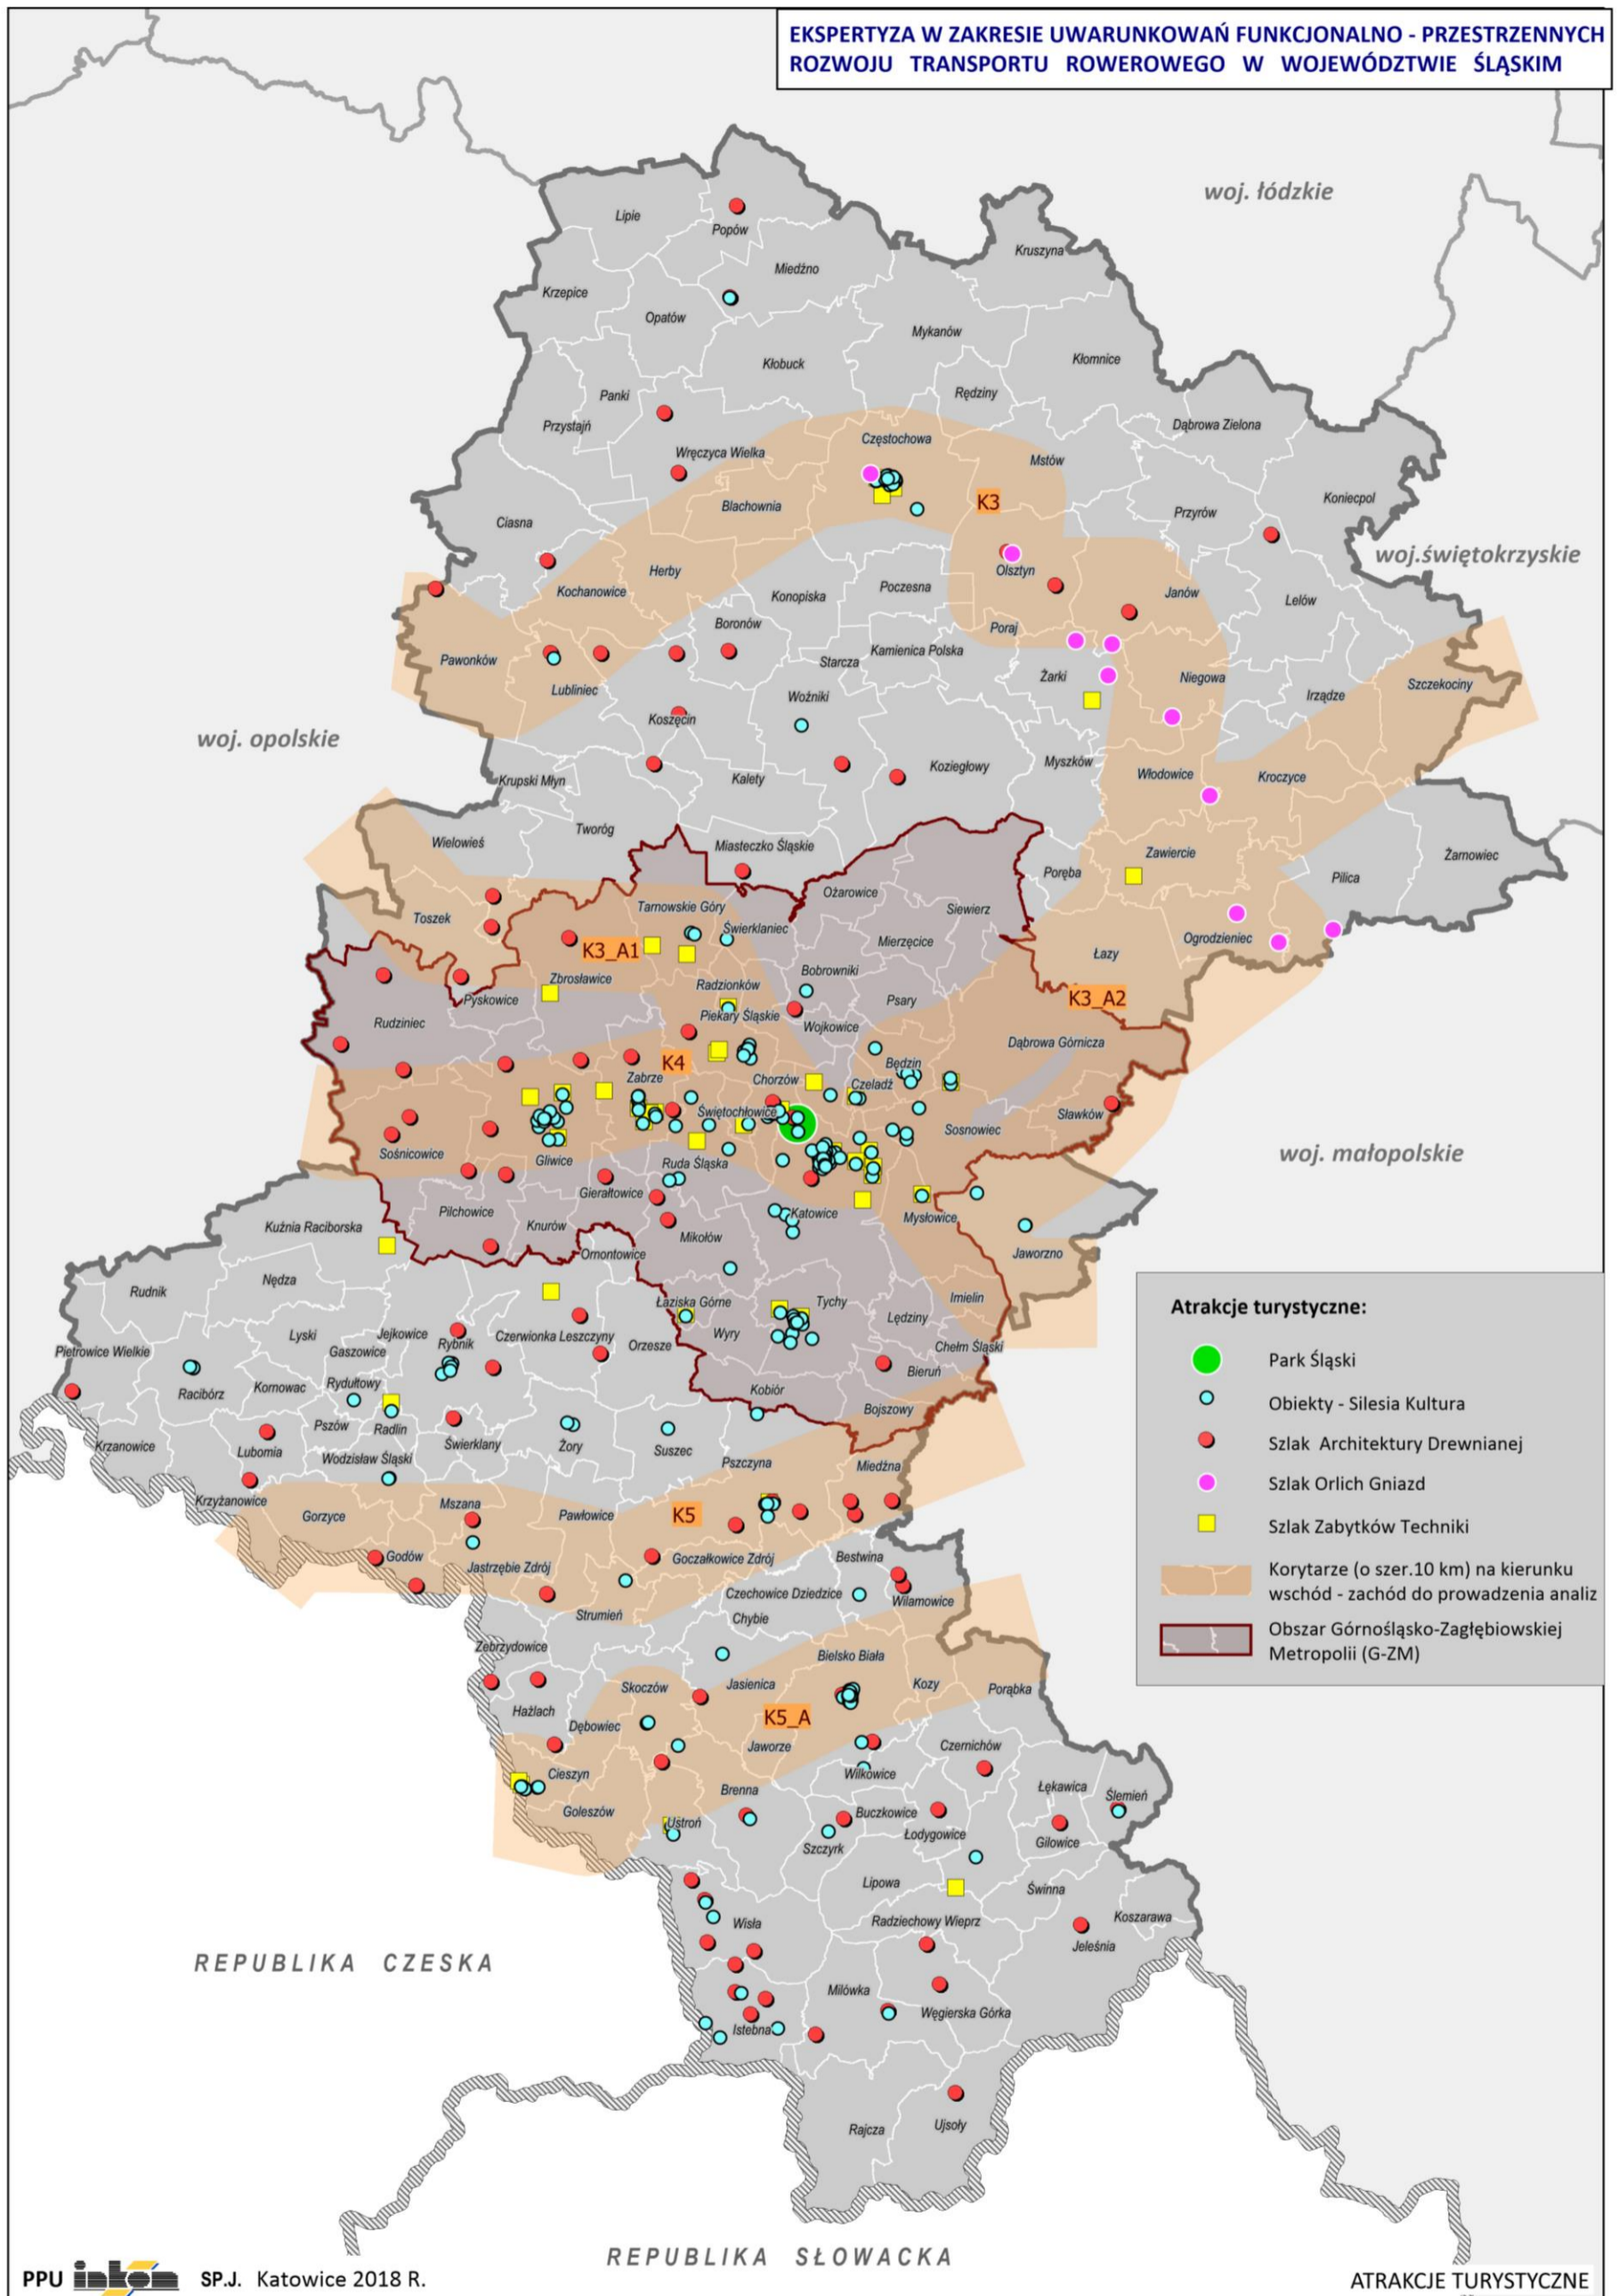 EKSPERTYZA W ZAKRESIE UWARUNKOWAŃ FUNKCJONALNO - PRZESTRZENNYCH
ROZWOJU TRANSPORTU ROWEROWEGO W WOJEWÓDZTWIE ŚLĄSKIM
woj. łódzkie
Lipie
Popów
Kruszyna
Miedźno
Krzepice
Opatów
Mykanów
Kłomnice
Kłobuck
Panki
Rędziny
Przystajń
Dąbrowa Zielona
Częstochowa
Wręczyca Wielka
Mstów
Koniecpol
Blachownia
K3
Przyrów
Ciasna
woj.świętokrzyskie
Herby
Olsztyn
Kochanowice
Konopiska
Poczesna
Janów
Lelów
Boronów
Poraj
Pawonków
Starcza
Kamienica Polska
Żarki
Niegowa
Szczekociny
Lubliniec
Woźniki
Irządze
Koszęcin
woj. opolskie
Krupski Młyn
Kalety
Koziegłowy
Myszków
Włodowice
Kroczyce
Tworóg
Wielowieś
Miasteczko Śląskie
Zawiercie
Żarnowiec
Poręba
Pilica
Ożarowice
Tarnowskie Góry
Siewierz
Toszek
Świerklaniec
Mierzęcice
Ogrodzieniec
K3_A1
Łazy
Zbrosławice
Bobrowniki
Radzionków
K3_A2
Pyskowice
Psary
Piekary Śląskie
Rudziniec
Wojkowice
Dąbrowa Górnicza
K4
Będzin
Zabrze
Chorzów
Czeladź
Świętochłowice
Sławków
Sosnowiec
Sośnicowice
Gliwice
Ruda Śląska
woj. małopolskie
Gierałtowice
Pilchowice
Katowice
Mysłowice
Knurów
Kuźnia Raciborska
Mikołów
Ornontowice
Jaworzno
Nędza
Rudnik
Imielin
Łaziska Górne
Tychy
Atrakcje turystyczne:
Lędziny
Lyski
Jejkowice
Czerwionka Leszczyny
Wyry
Rybnik
Orzesze
Chełm Śląski
Pietrowice Wielkie
Gaszowice
Park Śląski
Bieruń
Rydułtowy
Kornowac
Racibórz
Kobiór
Obiekty - Silesia Kultura
Bojszowy
Pszów
Radlin
Krzanowice
Świerklany
Żory
Suszec
Lubomia
Szlak Architektury Drewnianej
Wodzisław Śląski
Pszczyna
Miedźna
Szlak Orlich Gniazd
Krzyżanowice
Mszana
Gorzyce
Pawłowice
K5
Szlak Zabytków Techniki
Godów
Goczałkowice Zdrój
Bestwina
Jastrzębie Zdrój
Korytarze (o szer.10 km) na kierunku
wschód - zachód do prowadzenia analiz
Czechowice Dziedzice
Wilamowice
Strumień
Chybie
Obszar Górnośląsko-Zagłębiowskiej
Metropolii (G-ZM)
Zebrzydowice
Bielsko Biała
Skoczów
Jasienica
Kozy
Porąbka
Hażlach
K5_A
Dębowiec
Jaworze
Czernichów
Cieszyn
Wilkowice
Łękawica
Brenna
Ślemień
Goleszów
Buczkowice
Ustroń
Łodygowice
Gilowice
Szczyrk
Lipowa
Świnna
Wisła
Radziechowy Wieprz
Koszarawa
Jeleśnia
REPUBLIKA CZESKA
Milówka
Węgierska Górka
Istebna
Rajcza
Ujsoły
REPUBLIKA SŁOWACKA
PPU inkom SP.J. Katowice 2018 R.
ATRAKCJE TURYSTYCZNE